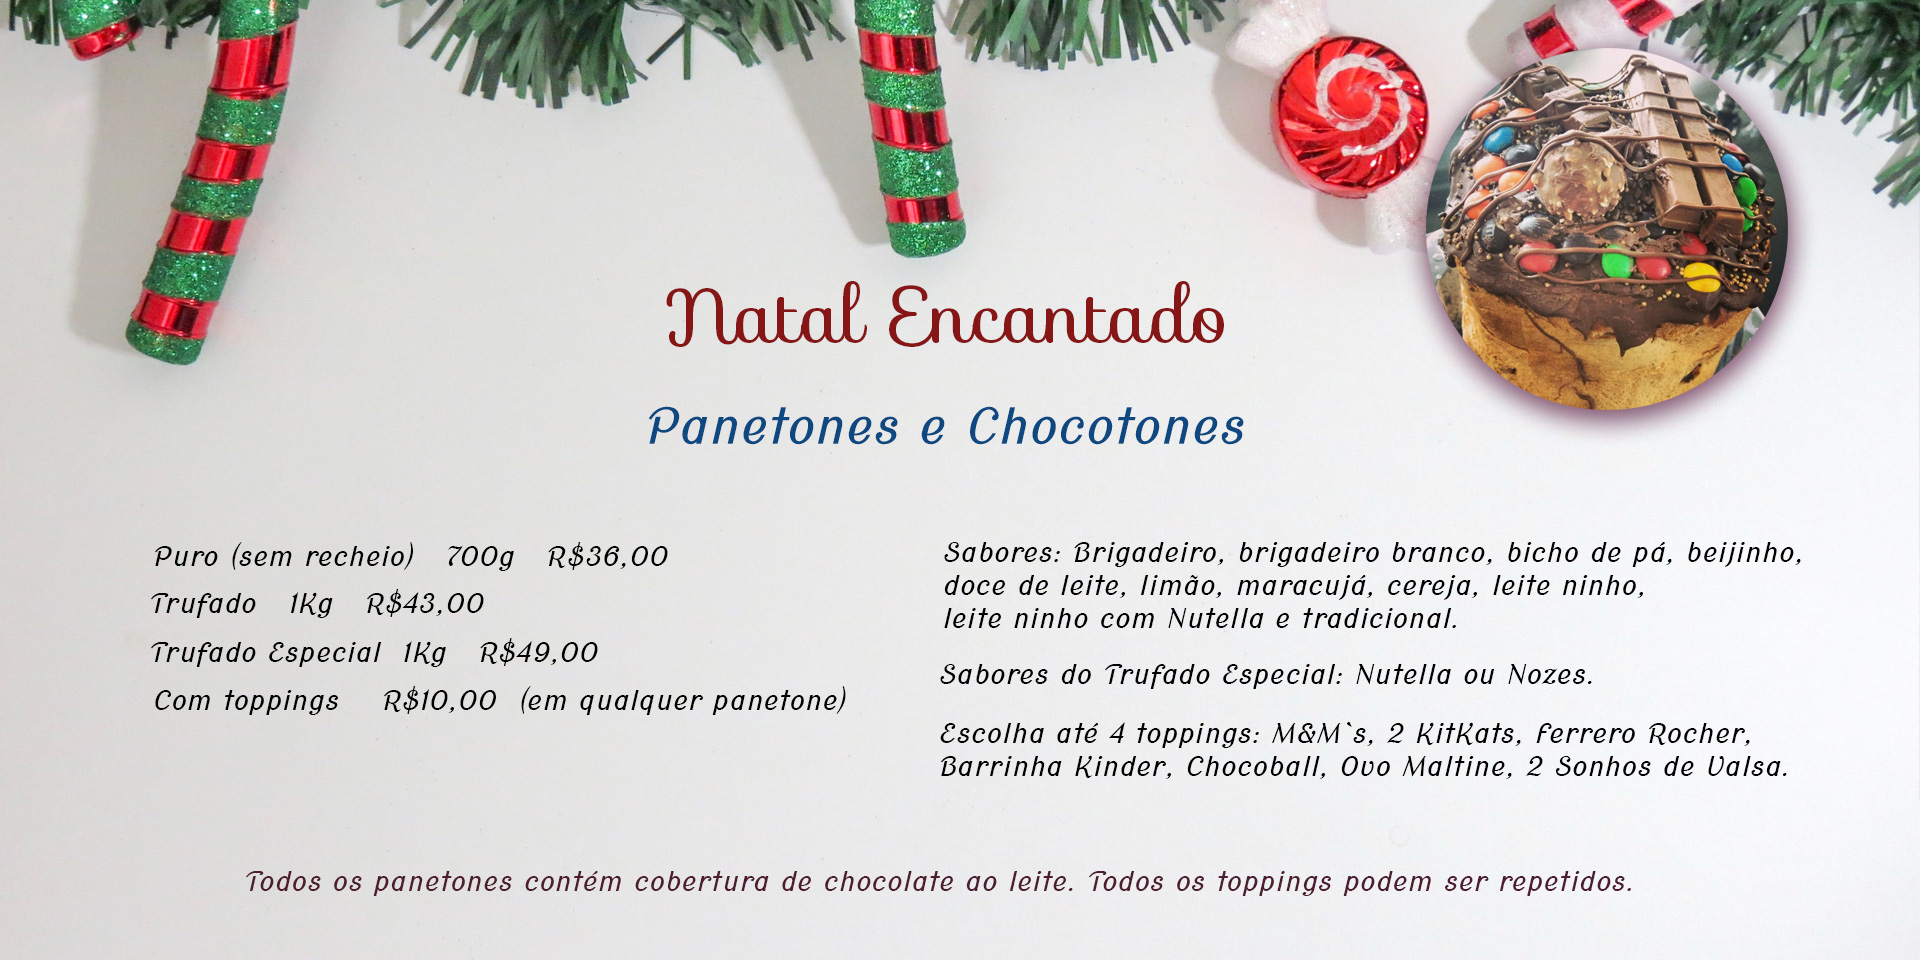 Natal Encantado
Panetones e Chocotones
Puro (sem recheio) 700g R$36,00
Trufado 1Kg R$43,00
Trufado Especial 1Kg R$49,00
Com toppings R$10,00 (em qualquer panetone)
Sabores: Brigadeiro, brigadeiro branco, bicho de pá, beijinho,
doce de leite, limão, maracujá, cereja, leite ninho,
leite ninho com Nutella e tradicional.
Sabores do Trufado Especial: Nutella ou Nozes.
Escolha até 4 toppings: M&M`s, 2 KitKats, Ferrero Rocher,
Barrinha Kinder, Chocoball, Ovo Maltine, 2 Sonhos de Valsa.
Todos os panetones contém cobertura de chocolate ao leite. Todos os toppings podem ser repetidos.